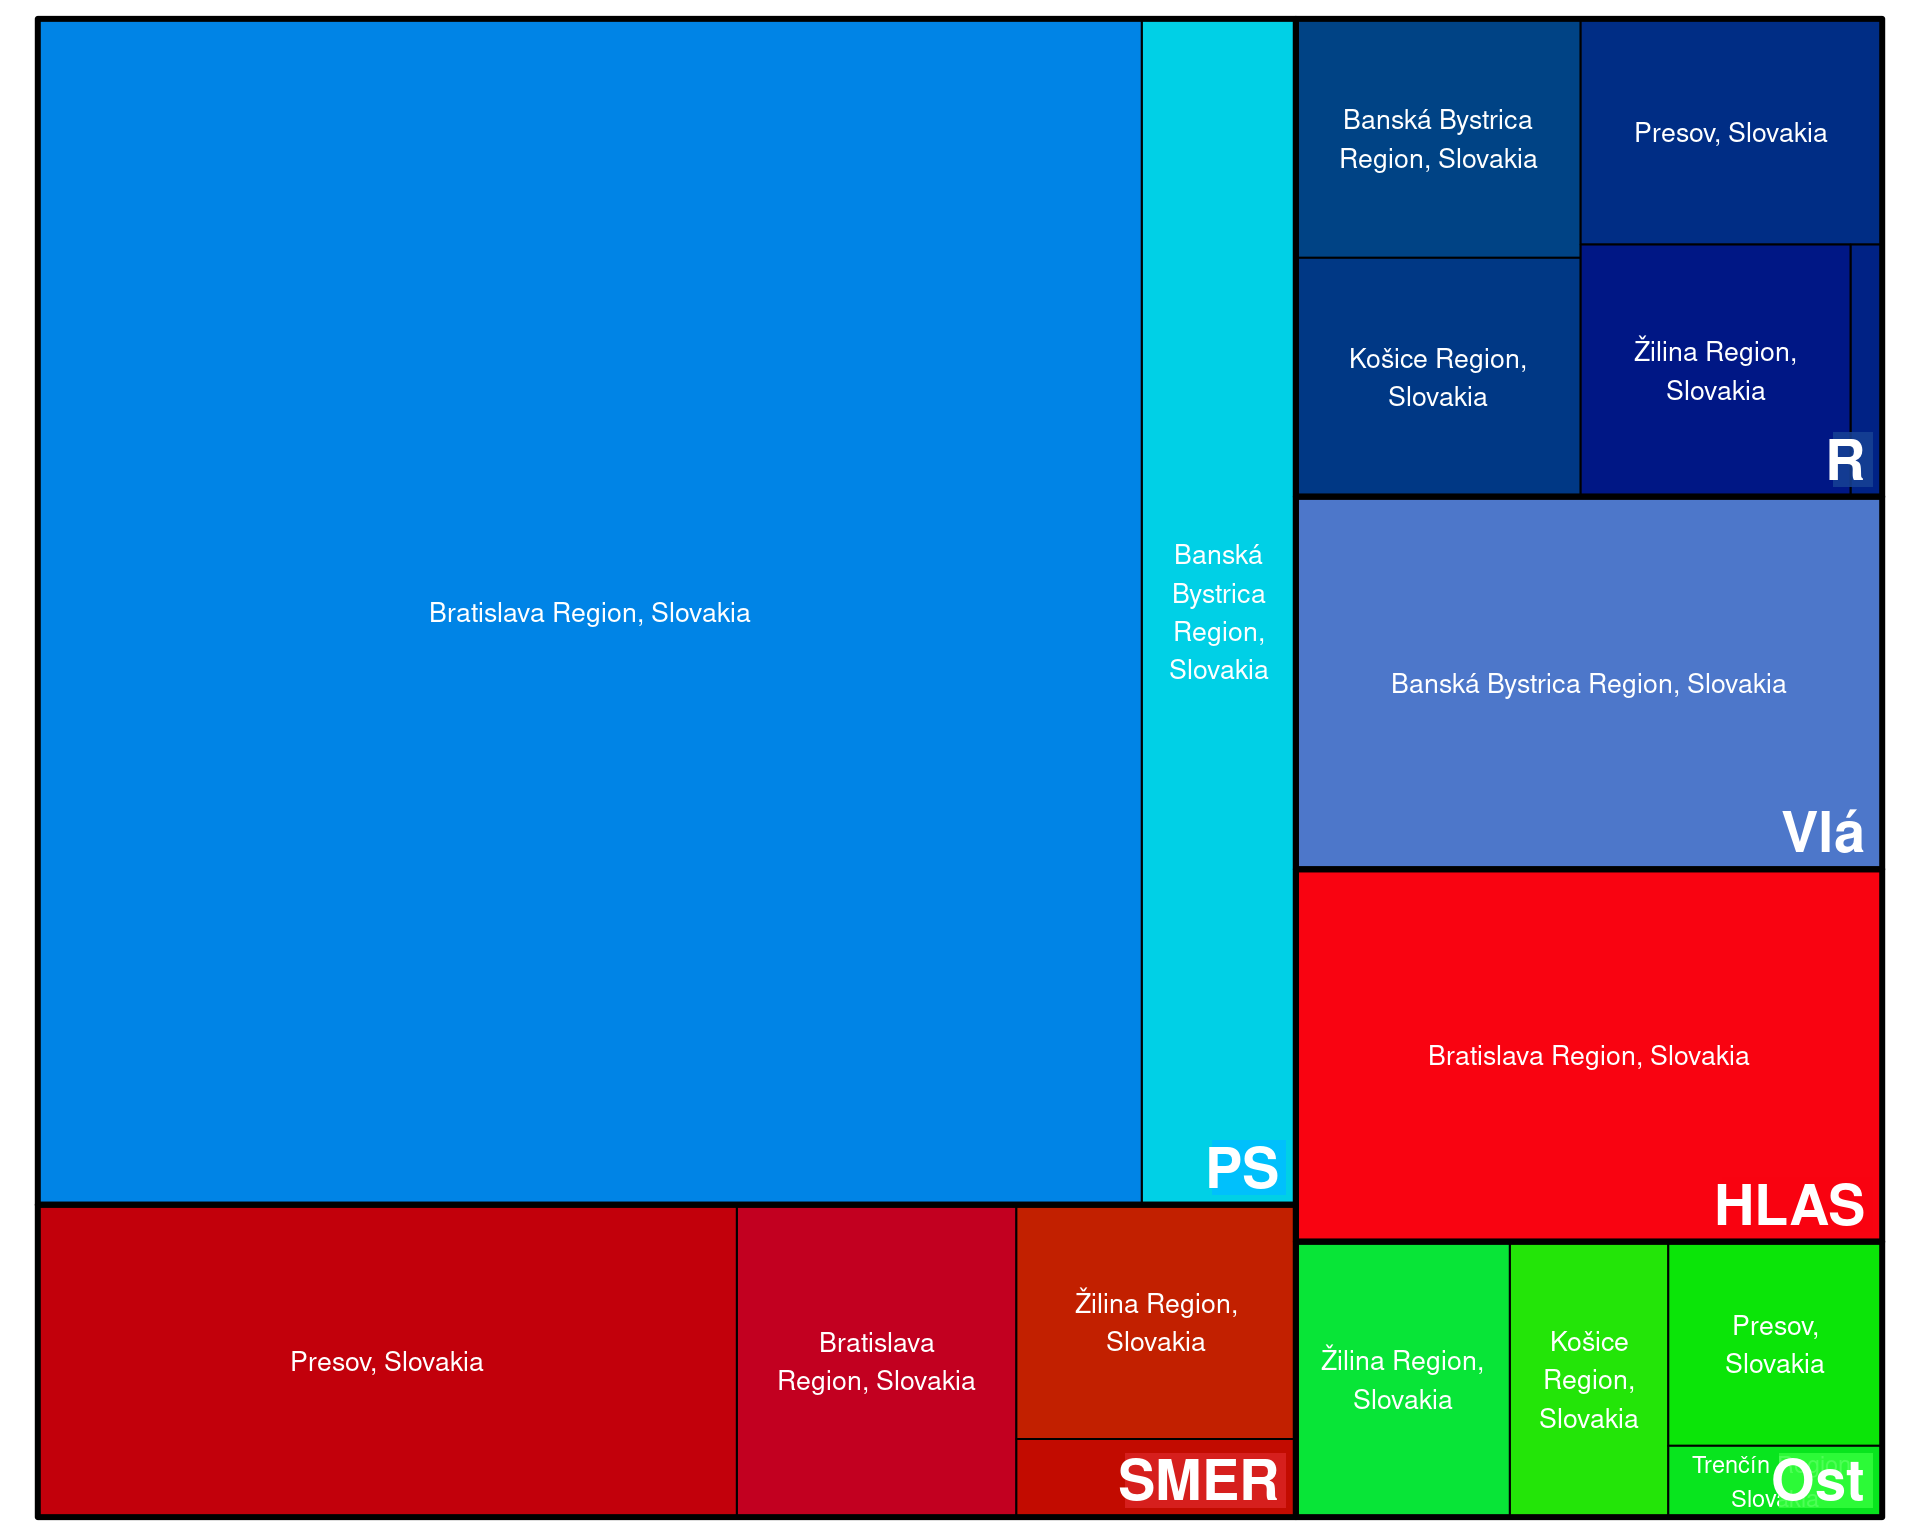 Bratislava Region, Slovakia
Banská
Bystrica
Region,
Slovakia
PS
Presov, Slovakia
Bratislava
Region, Slovakia
Žilina Region,
Slovakia
SMER
Banská Bystrica
Region, Slovakia
Presov, Slovakia
Košice Region,
Slovakia
Žilina Region,
Slovakia
R
Banská Bystrica Region, Slovakia
Vlá
Bratislava Region, Slovakia
HLAS
Žilina Region,
Slovakia
Košice
Region,
Slovakia
Presov,
Slovakia
Trenčín Region,
Slovakia
Ost